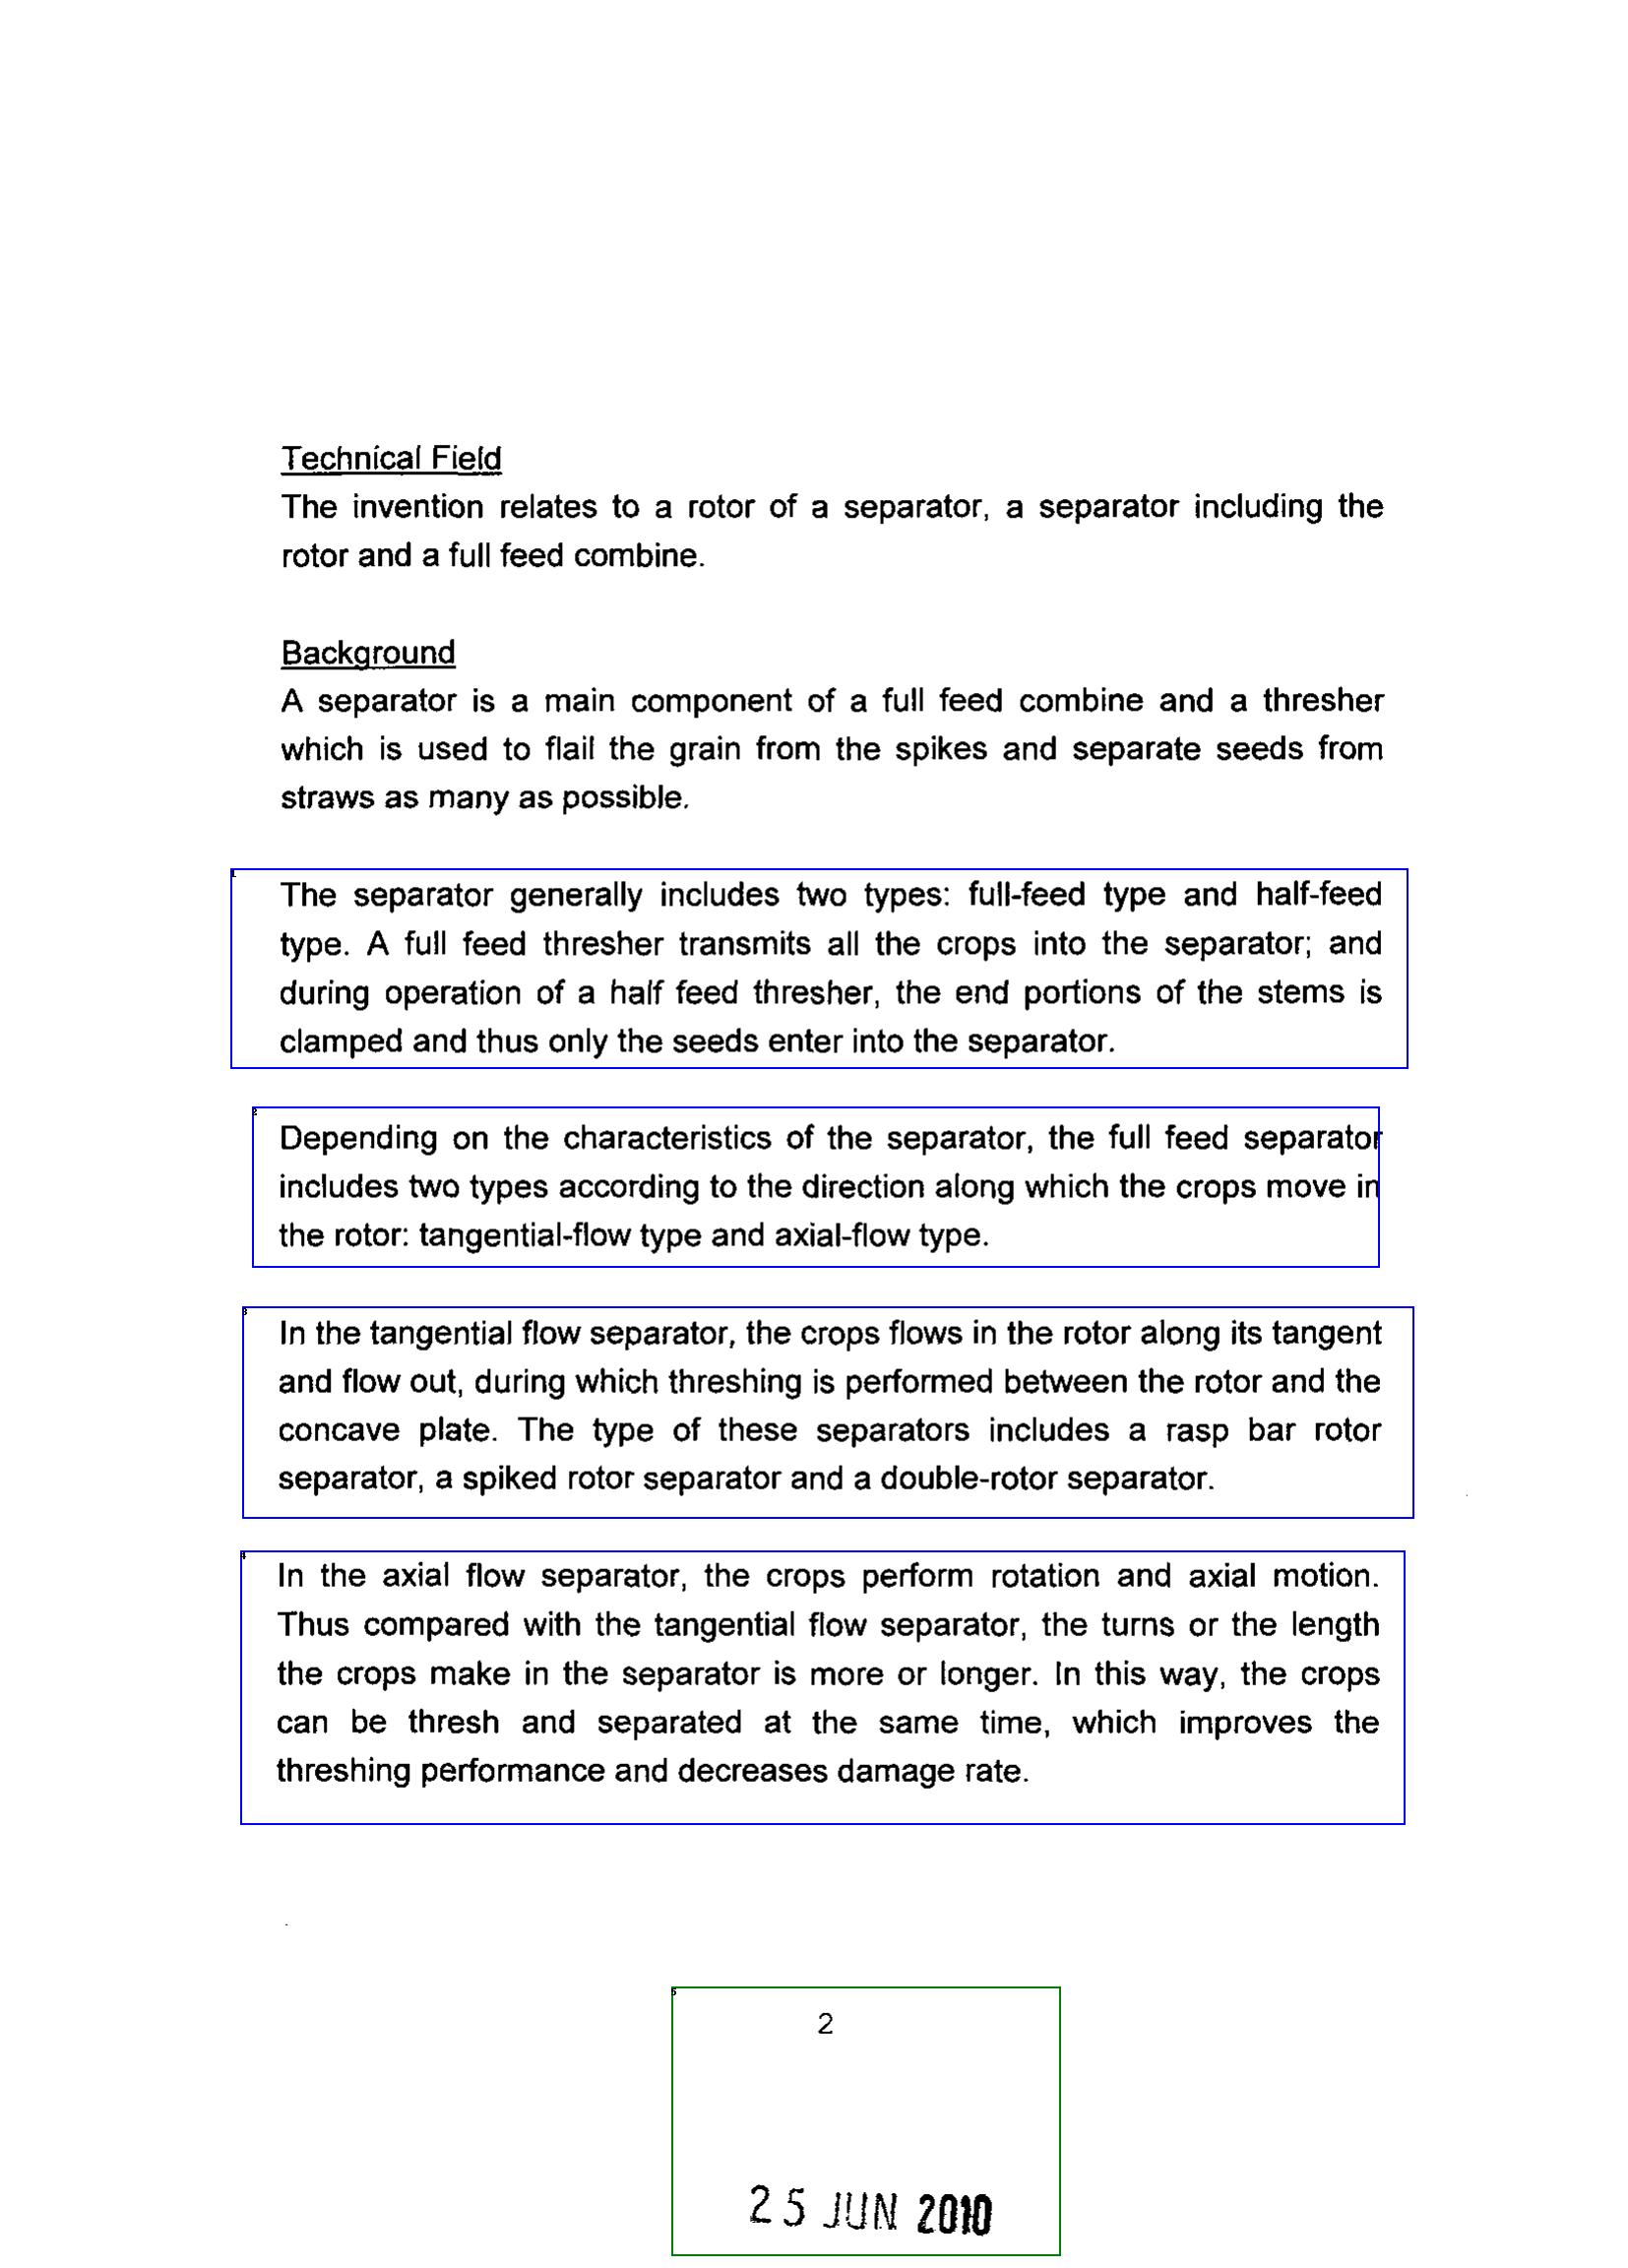 Technical Field
The invention relates to a rotor of a separator, a separator including the
rotor and a full feed combine.
Background
A separator is a main component of a full feed combine and a thresher
which is used to flail the grain from the spikes and separate seeds from
straws as many as possible.
1
The separator generally includes two types: full-feed type and half-feed
type. A full feed thresher transmits all the crops into the separator; and
during operation of a half feed thresher, the end portions of the stems is
clamped and thus only the seeds enter into the separator.
2
Depending on the characteristics of the separator, the full feed separator
includes two types according to the direction along which the crops move in
the rotor: tangential-flow type and axial-flow type.
3
In the tangential flow separator, the crops flows in the rotor along its tangent
and flow out, during which threshing is performed between the rotor and the
concave plate. The type of these separators includes a rasp bar rotor
separator, a spiked rotor separator and a double-rotor separator.
4
In the axial flow separator, the crops perform rotation and axial motion.
Thus compared with the tangential flow separator, the turns or the length
the crops make in the separator is more or longer. In this way, the crops
can be thresh and separated at the same time, which improves the
threshing performance and decreases damage rate.
5
2
25 JUN 2010